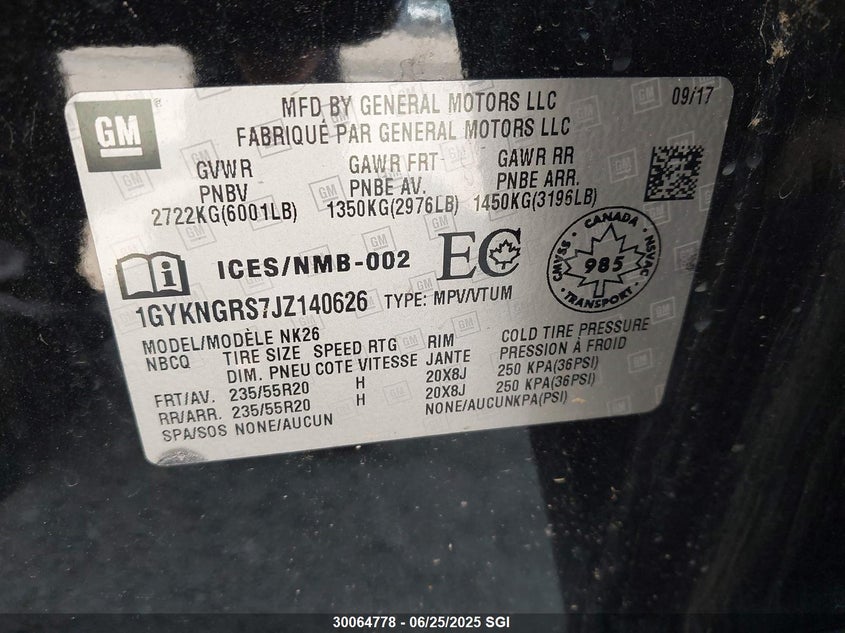 GM
MFD BY GENERAL MOTORS LLC
09/17
FABRIQUÉ PAR GENERAL MOTORS LLC
GVWR GAWR FRT GAWR RR
PNBV PNBE AV. PNBE ARR.
2722KG(6001LB) 1350KG(2976LB) 1450KG(3196LB)
i ICES/NMB-002 EC
CANADA
CMVSS NSVAC
985
TRANSPORT
1GYKNGRS7JZ140626 TYPE: MPV/VTUM
MODEL/MODÈLE NK26
NBCQ TIRE SIZE SPEED RTG RIM COLD TIRE PRESSURE
DIM. PNEU COTE VITESSE JANTE PRESSION À FROID
FRT/AV. 235/55R20 H 20X8J 250 KPA(36PSI)
RR/ARR. 235/55R20 H 20X8J 250 KPA(36PSI)
SPA/SOS NONE/AUCUN NONE/AUCUNKPA(PSI)
30064778 - 06/25/2025 SGI